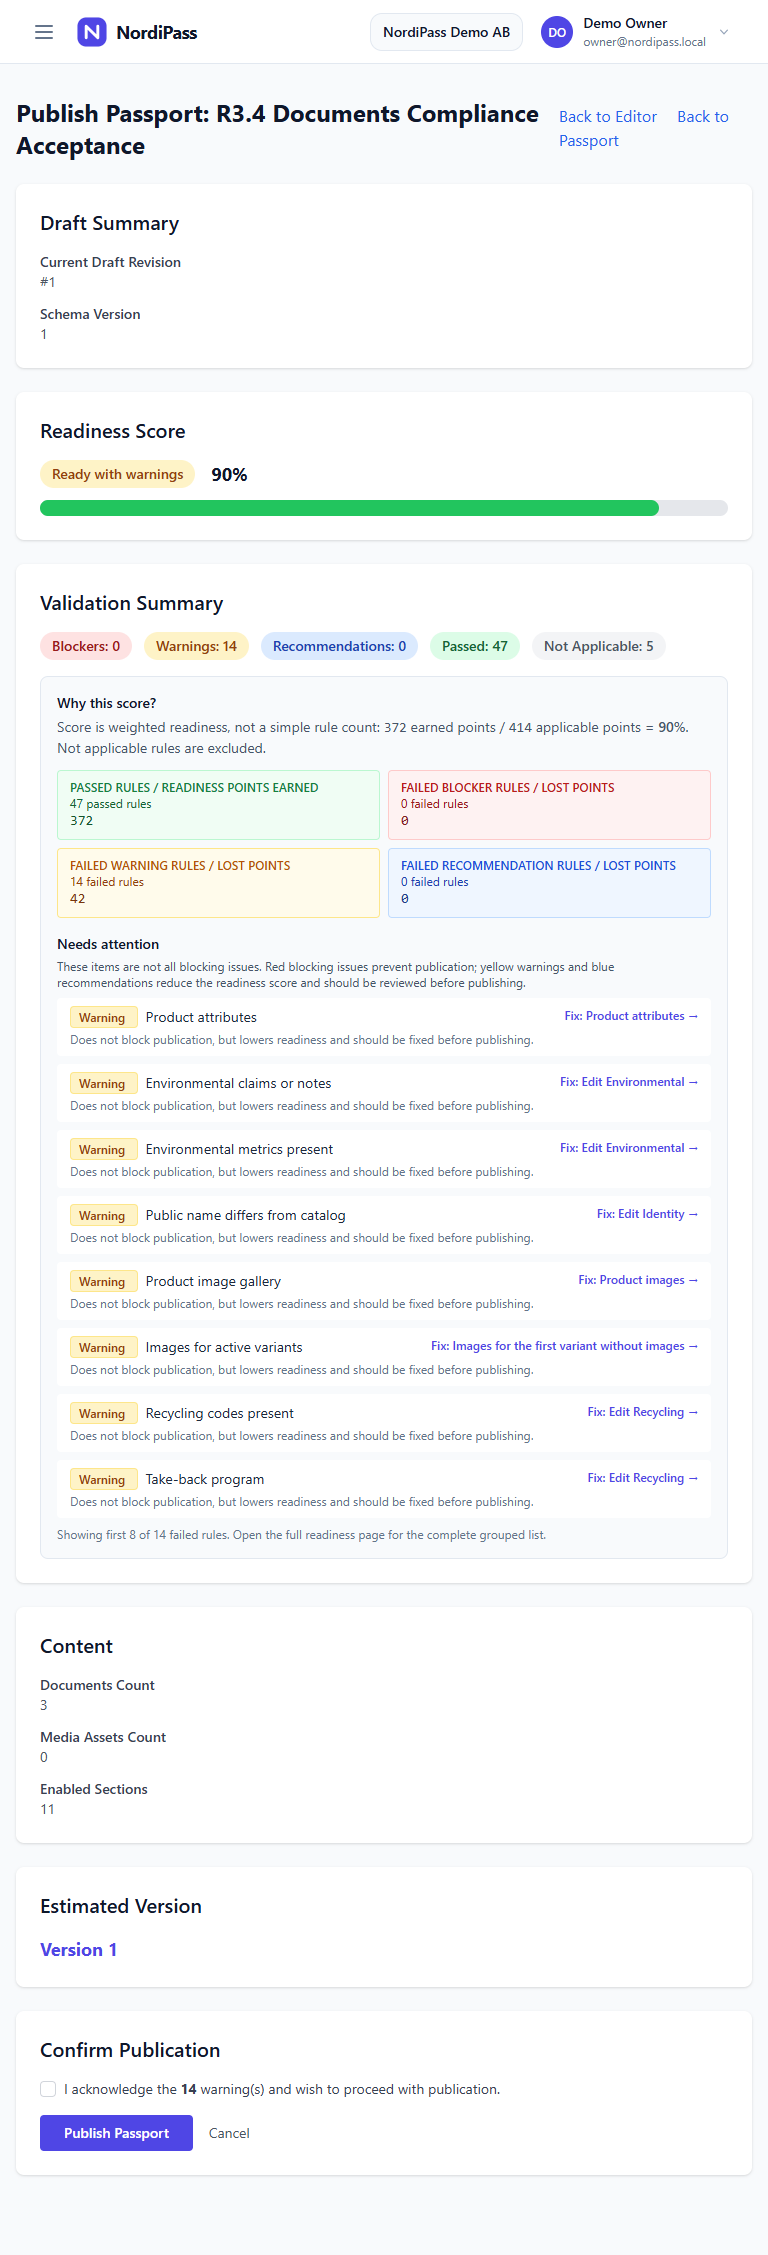 N NordiPass
NordiPass Demo AB
DO
Demo Owner
owner@nordipass.local
Publish Passport: R3.4 Documents Compliance
Acceptance
Back to Editor
Back to
Passport
Draft Summary
Current Draft Revision
#1
Schema Version
1
Readiness Score
Ready with warnings
90%
Validation Summary
Blockers: 0
Warnings: 14
Recommendations: 0
Passed: 47
Not Applicable: 5
Why this score?
Score is weighted readiness, not a simple rule count: 372 earned points / 414 applicable points = 90%.
Not applicable rules are excluded.
PASSED RULES / READINESS POINTS EARNED
47 passed rules
372
FAILED BLOCKER RULES / LOST POINTS
0 failed rules
0
FAILED WARNING RULES / LOST POINTS
14 failed rules
42
FAILED RECOMMENDATION RULES / LOST POINTS
0 failed rules
0
Needs attention
These items are not all blocking issues. Red blocking issues prevent publication; yellow warnings and blue
recommendations reduce the readiness score and should be reviewed before publishing.
Warning Product attributes Fix: Product attributes →
Does not block publication, but lowers readiness and should be fixed before publishing.
Warning Environmental claims or notes Fix: Edit Environmental →
Does not block publication, but lowers readiness and should be fixed before publishing.
Warning Environmental metrics present Fix: Edit Environmental →
Does not block publication, but lowers readiness and should be fixed before publishing.
Warning Public name differs from catalog Fix: Edit Identity →
Does not block publication, but lowers readiness and should be fixed before publishing.
Warning Product image gallery Fix: Product images →
Does not block publication, but lowers readiness and should be fixed before publishing.
Warning Images for active variants Fix: Images for the first variant without images →
Does not block publication, but lowers readiness and should be fixed before publishing.
Warning Recycling codes present Fix: Edit Recycling →
Does not block publication, but lowers readiness and should be fixed before publishing.
Warning Take-back program Fix: Edit Recycling →
Does not block publication, but lowers readiness and should be fixed before publishing.
Showing first 8 of 14 failed rules. Open the full readiness page for the complete grouped list.
Content
Documents Count
3
Media Assets Count
0
Enabled Sections
11
Estimated Version
Version 1
Confirm Publication
I acknowledge the 14 warning(s) and wish to proceed with publication.
Publish Passport
Cancel